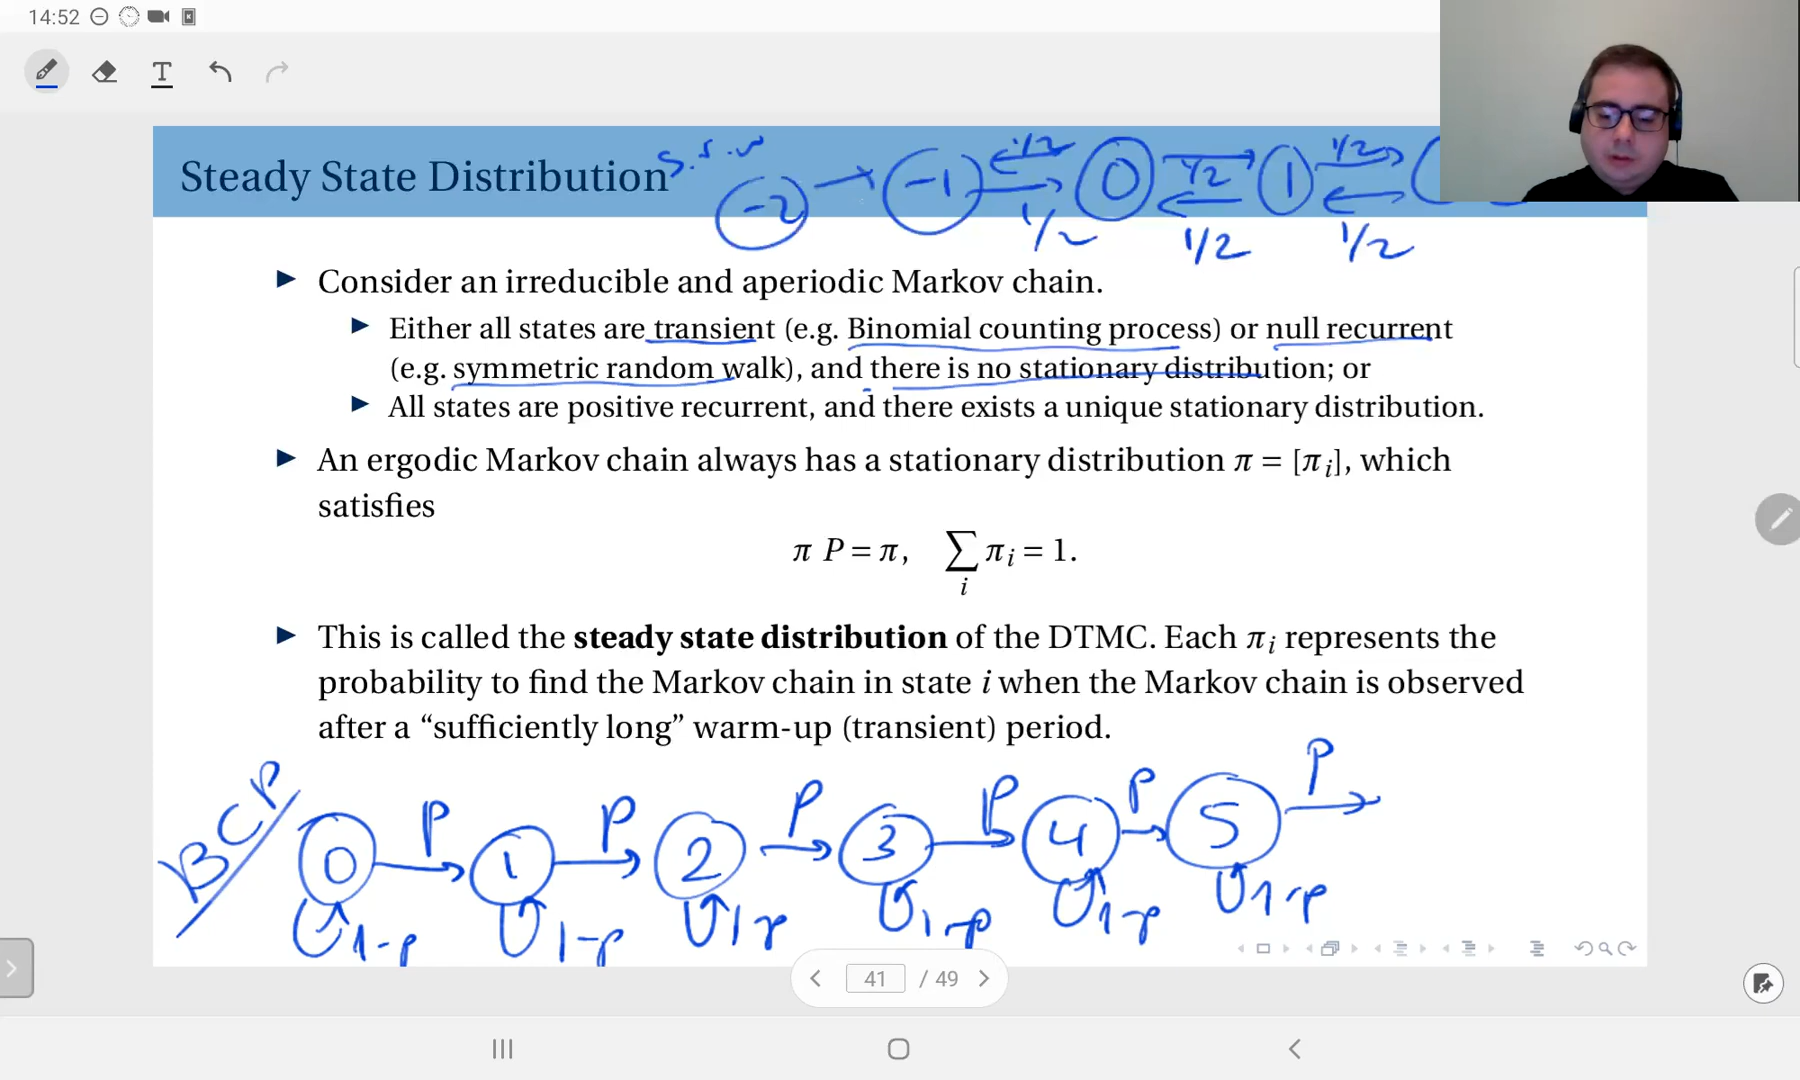 14:52
Steady State Distribution
s.s.w
-2 -1 1/2 0 1/2 1 1/2
1/2 1/2 1/2
▶ Consider an irreducible and aperiodic Markov chain.
▶ Either all states are transient (e.g. Binomial counting process) or null recurrent
(e.g. symmetric random walk), and there is no stationary distribution; or
▶ All states are positive recurrent, and there exists a unique stationary distribution.
▶ An ergodic Markov chain always has a stationary distribution π = [π_i], which
satisfies
π P = π, ∑_i π_i = 1.
▶ This is called the steady state distribution of the DTMC. Each π_i represents the
probability to find the Markov chain in state i when the Markov chain is observed
after a “sufficiently long” warm-up (transient) period.
BCP
P P P P P P
0 1 2 3 4 5
1-p 1-p 1-p 1-p 1-p 1-p
41 / 49